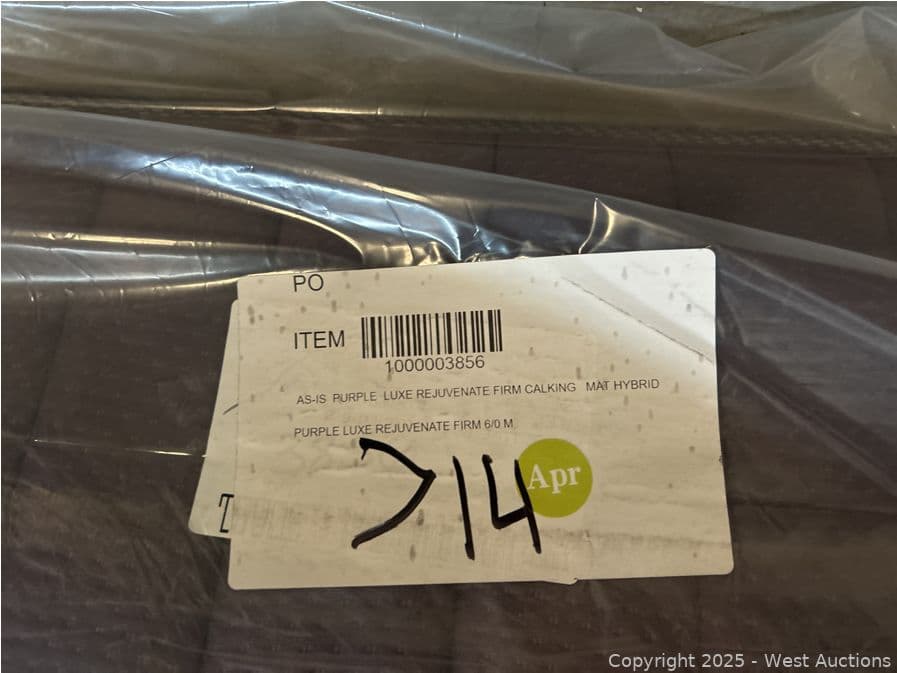 PO
ITEM
1000003856
AS-IS PURPLE LUXE REJUVENATE FIRM CALKING MAT HYBRID
PURPLE LUXE REJUVENATE FIRM 6/0 M
>14
Apr
T
Copyright 2025 - West Auctions